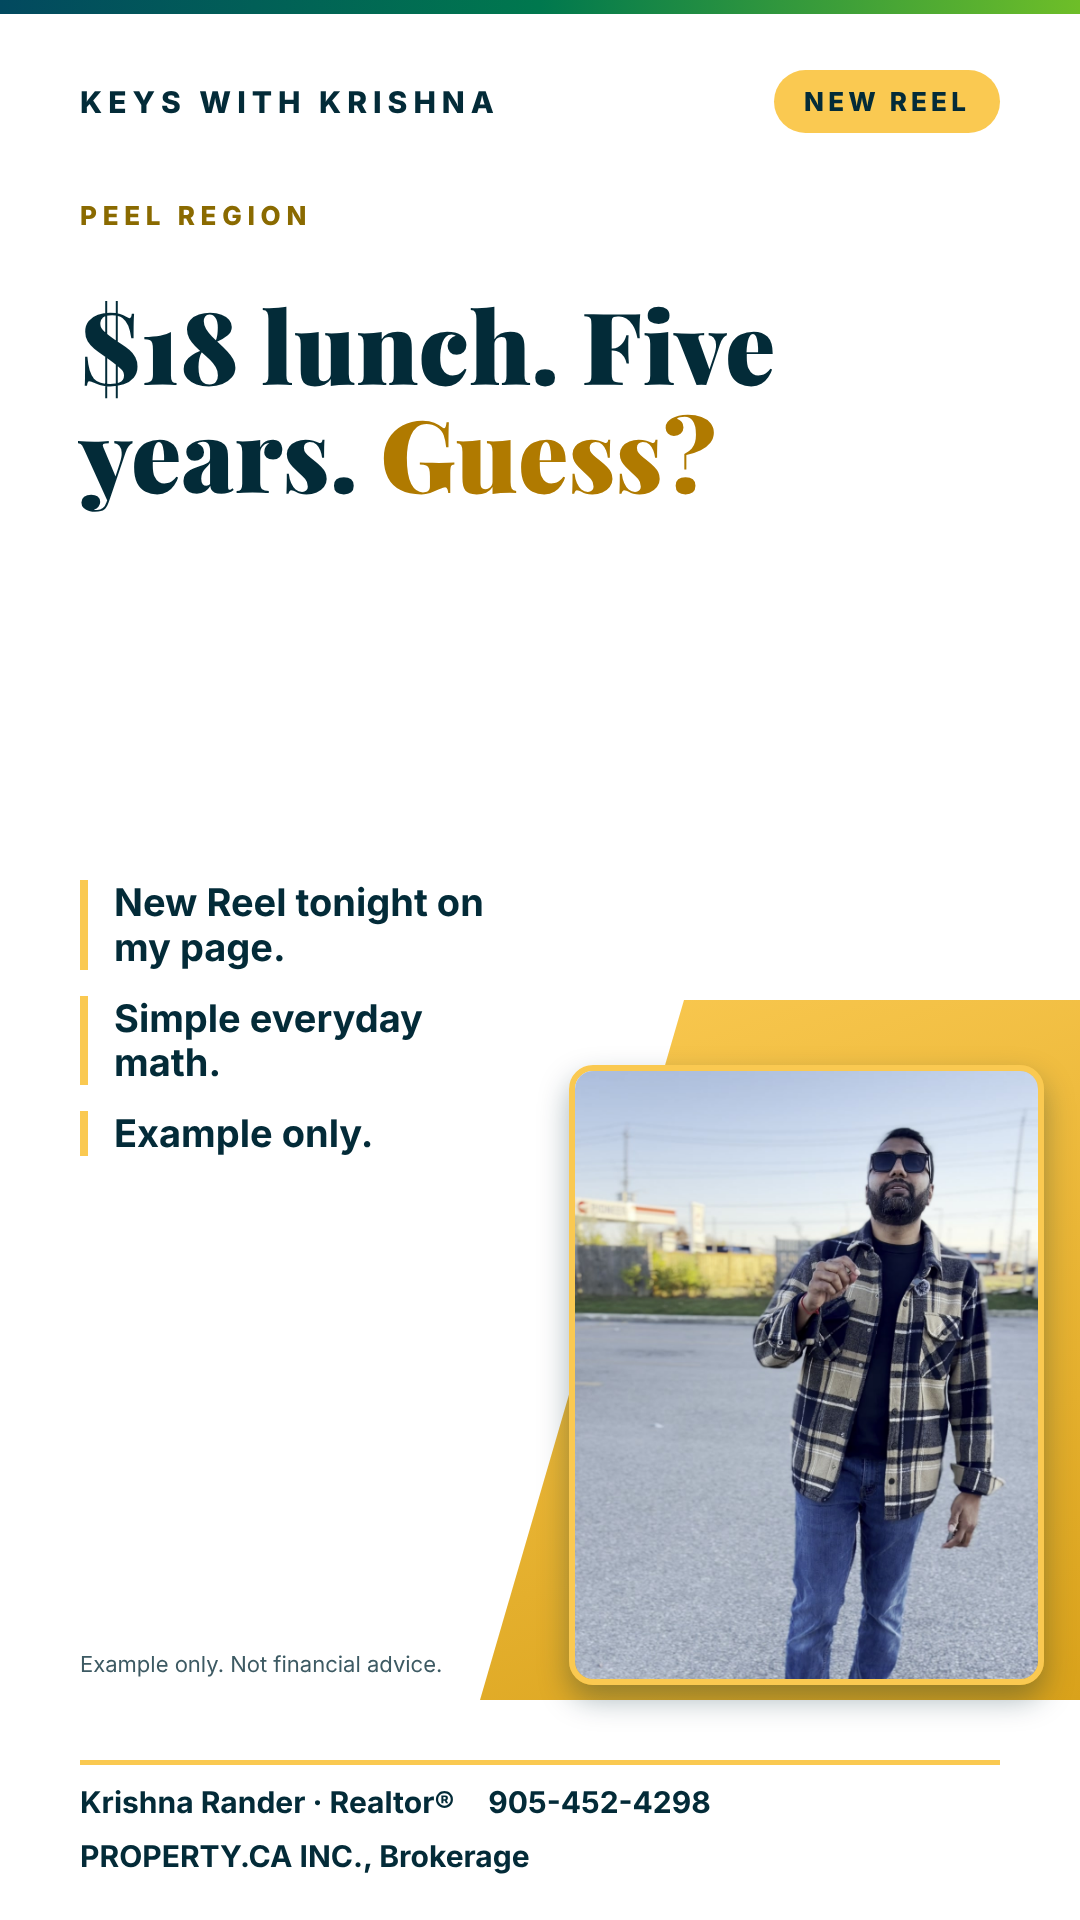 KEYS WITH KRISHNA
NEW REEL
PEEL REGION
$18 lunch. Five
years. Guess?
New Reel tonight on
my page.
Simple everyday
math.
Example only.
Example only. Not financial advice.
Krishna Rander · Realtor® 905-452-4298
PROPERTY.CA INC., Brokerage